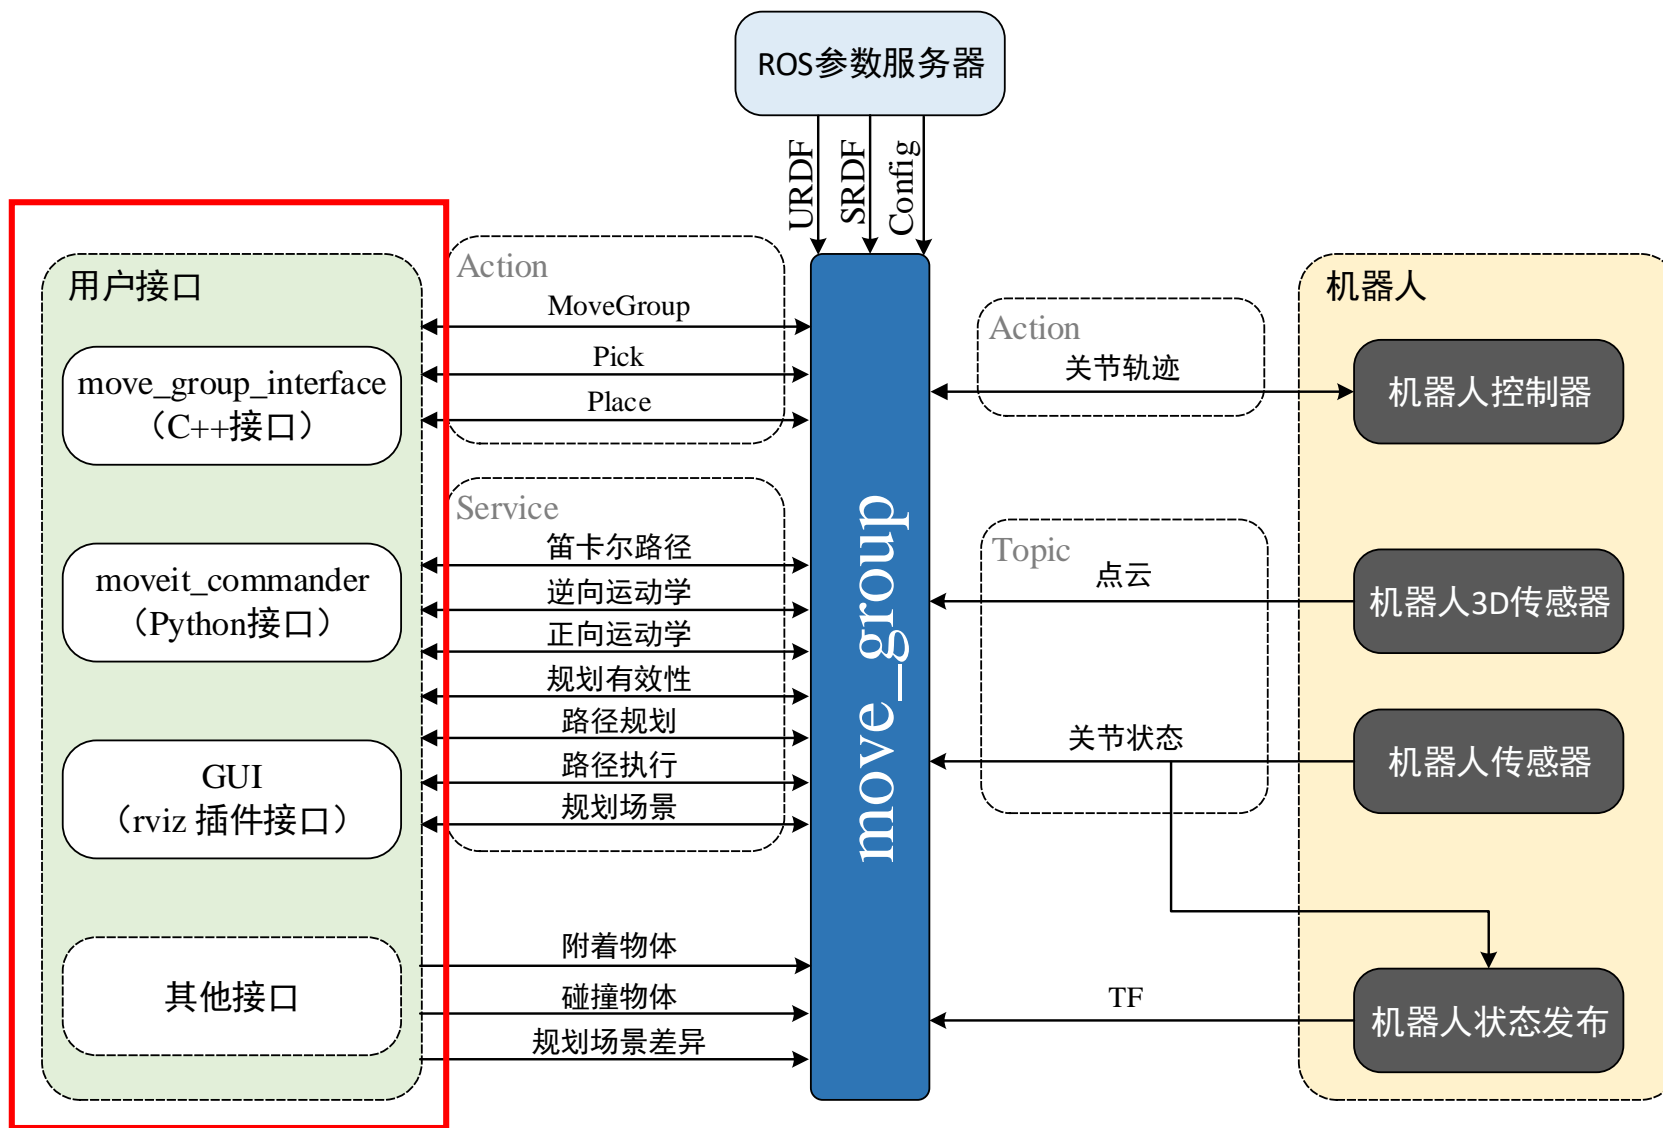 ROS参数服务器
URDF
SRDF
Config
用户接口
move_group_interface
（C++接口）
moveit_commander
（Python接口）
GUI
（rviz 插件接口）
其他接口
Action
MoveGroup
Pick
Place
Service
笛卡尔路径
逆向运动学
正向运动学
规划有效性
路径规划
路径执行
规划场景
附着物体
碰撞物体
规划场景差异
move_group
Action
关节轨迹
Topic
点云
关节状态
TF
机器人
机器人控制器
机器人3D传感器
机器人传感器
机器人状态发布